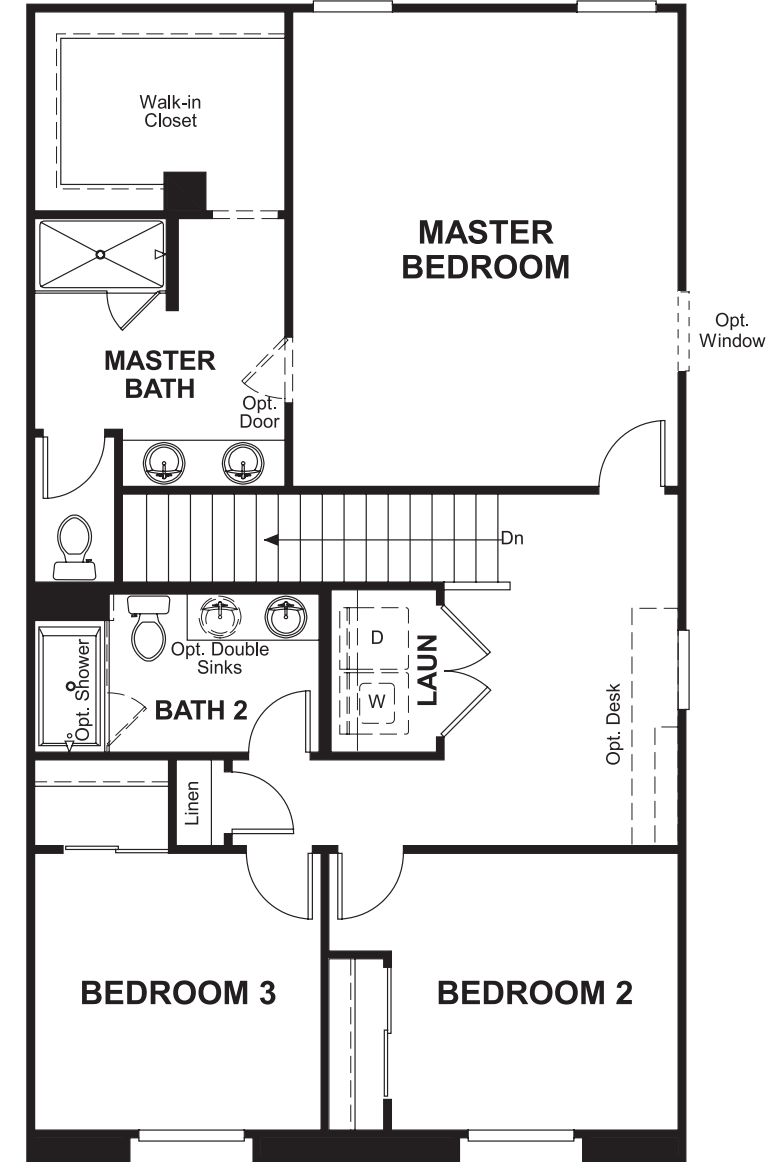 Walk-in
Closet
MASTER
BEDROOM
Opt.
Window
MASTER
BATH
Opt.
Door
Dn
Opt. Double
Sinks
Opt. Shower
BATH 2
D
W
LAUN
Opt. Desk
Linen
BEDROOM 3
BEDROOM 2